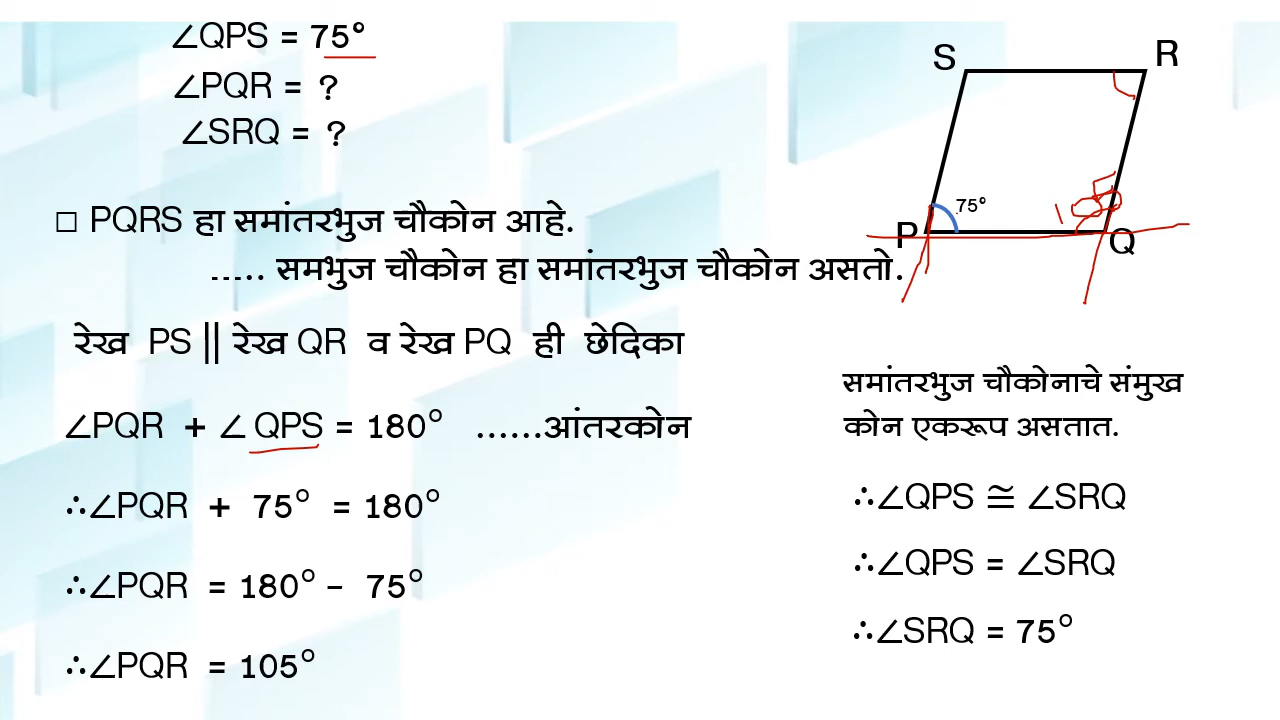 ∠QPS = 75°
∠PQR = ?
∠SRQ = ?
□ PQRS हा समांतरभुज चौकोन आहे.
..... समभुज चौकोन हा समांतरभुज चौकोन असतो.
रेख PS || रेख QR व रेख PQ ही छेदिका
∠PQR + ∠ QPS = 180° ......आंतरकोन
∴∠PQR + 75° = 180°
∴∠PQR = 180° – 75°
∴∠PQR = 105°
S R
75° 105
P Q
समांतरभुज चौकोनाचे संमुख
कोन एकरूप असतात.
∴∠QPS ≅ ∠SRQ
∴∠QPS = ∠SRQ
∴∠SRQ = 75°